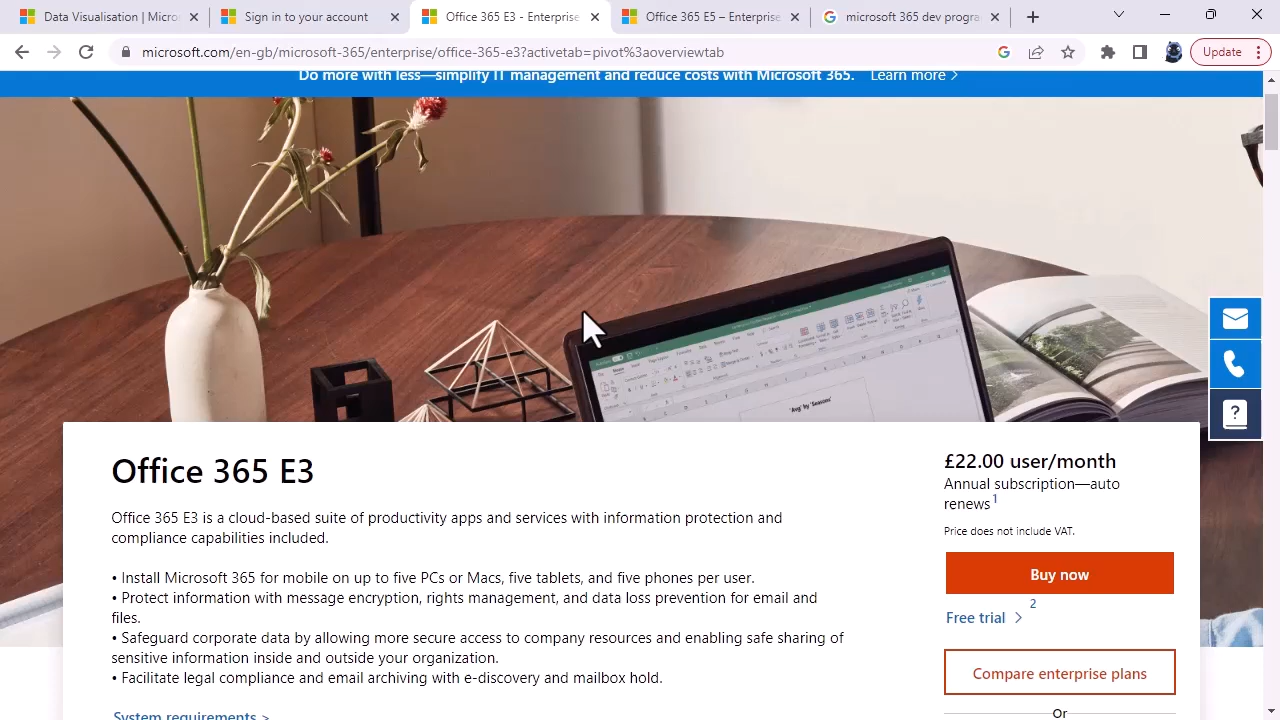 Data Visualisation | Micros
Sign in to your account
Office 365 E3 - Enterprise
Office 365 E5 – Enterprise
microsoft 365 dev progra
microsoft.com/en-gb/microsoft-365/enterprise/office-365-e3?activetab=pivot%3aoverviewtab
Update
Do more with less—simplify IT management and reduce costs with Microsoft 365. Learn more >
'Avg' by 'Seasons'
Office 365 E3
Office 365 E3 is a cloud-based suite of productivity apps and services with information protection and
compliance capabilities included.
• Install Microsoft 365 for mobile on up to five PCs or Macs, five tablets, and five phones per user.
• Protect information with message encryption, rights management, and data loss prevention for email and
files.
• Safeguard corporate data by allowing more secure access to company resources and enabling safe sharing of
sensitive information inside and outside your organization.
• Facilitate legal compliance and email archiving with e-discovery and mailbox hold.
System requirements >
£22.00 user/month
Annual subscription—auto
renews 1
Price does not include VAT.
Buy now
Free trial > 2
Compare enterprise plans
Or